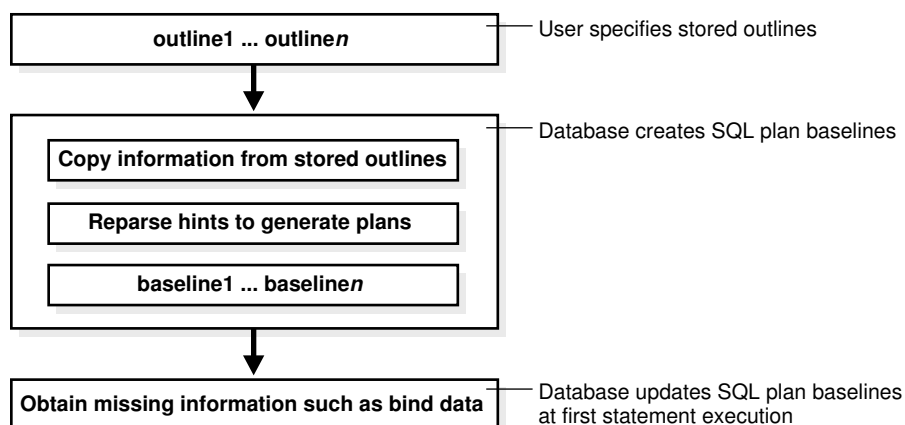 outline1 ... outlinen
User specifies stored outlines
Database creates SQL plan baselines
Copy information from stored outlines
Reparse hints to generate plans
baseline1 ... baselinen
Obtain missing information such as bind data
Database updates SQL plan baselines
at first statement execution